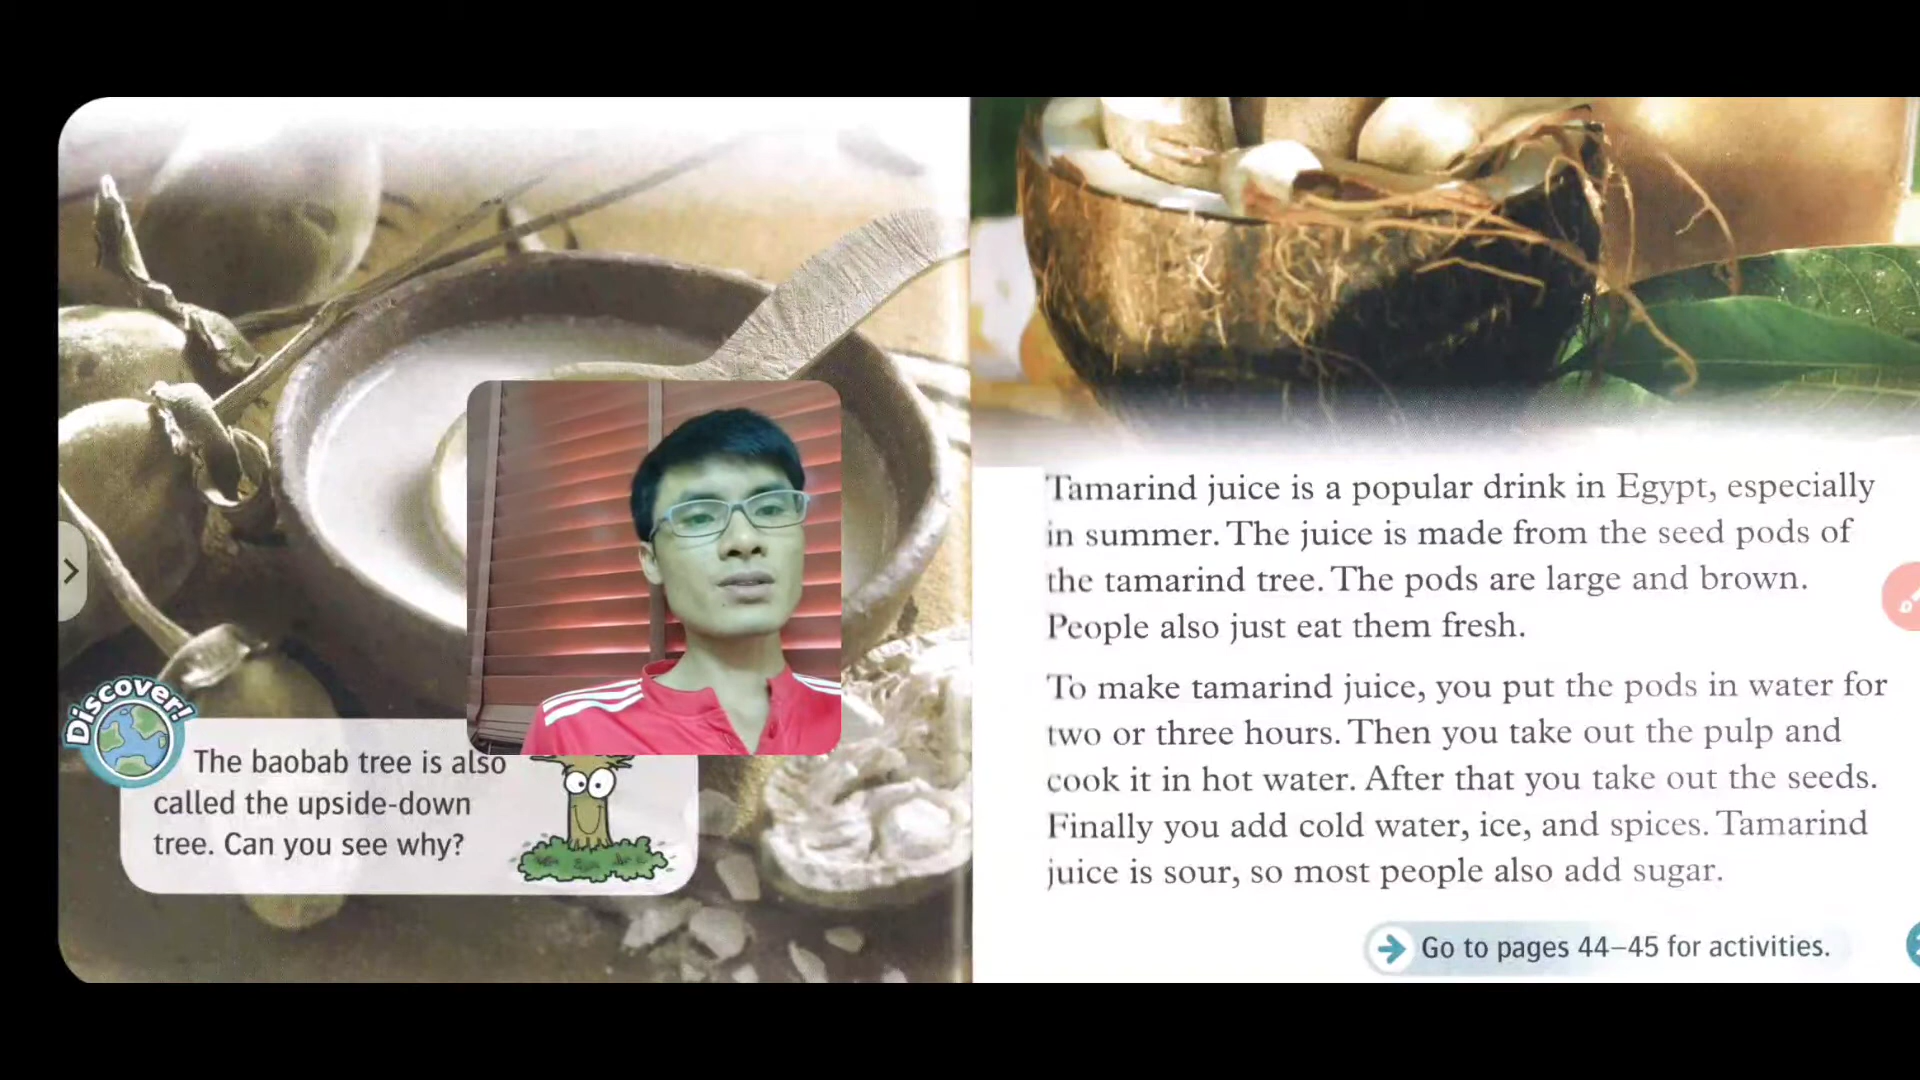 Discover!
The baobab tree is also
called the upside-down
tree. Can you see why?
Tamarind juice is a popular drink in Egypt, especially
in summer. The juice is made from the seed pods of
the tamarind tree. The pods are large and brown.
People also just eat them fresh.
To make tamarind juice, you put the pods in water for
two or three hours. Then you take out the pulp and
cook it in hot water. After that you take out the seeds.
Finally you add cold water, ice, and spices. Tamarind
juice is sour, so most people also add sugar.
Go to pages 44–45 for activities.